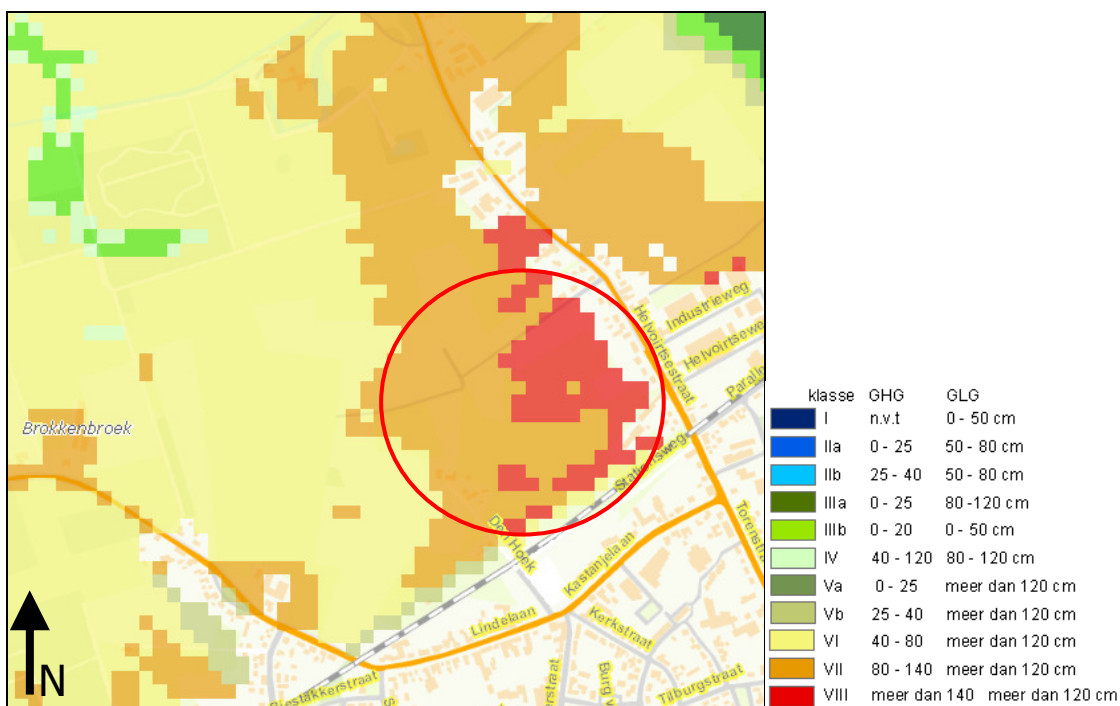 Industrieweg
Helvoirtsestraat
Helvoirtsewe
Paralle
Brokkenbroek
Stationsweg
Den Hoek
Kastanjelaan
Torenstra
Lindelaan
Kerkstraat
Burg V
Tilburgstraat
N
klasse GHG GLG
I n.v.t 0 - 50 cm
IIa 0 - 25 50 - 80 cm
IIb 25 - 40 50 - 80 cm
IIIa 0 - 25 80 -120 cm
IIIb 0 - 20 0 - 50 cm
IV 40 - 120 80 - 120 cm
Va 0 - 25 meer dan 120 cm
Vb 25 - 40 meer dan 120 cm
VI 40 - 80 meer dan 120 cm
VII 80 - 140 meer dan 120 cm
VIII meer dan 140 meer dan 120 cm